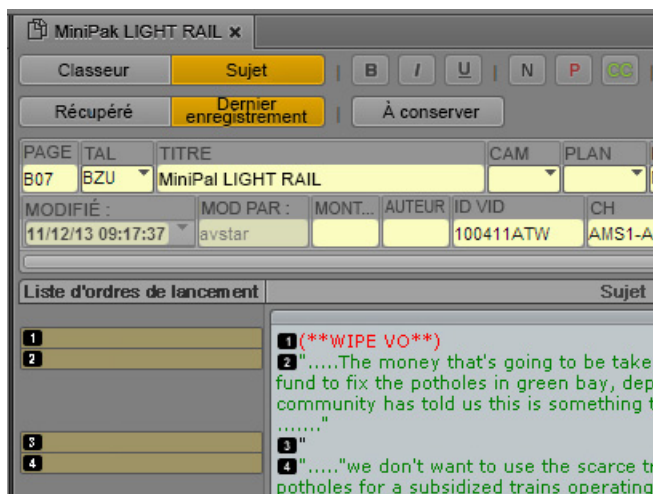 MiniPak LIGHT RAIL x
Classeur Sujet B I U N P CC
Récupéré Dernier enregistrement À conserver
PAGE TAL TITRE CAM PLAN
B07 BZU MiniPal LIGHT RAIL
MODIFIÉ : MOD PAR : MONT... AUTEUR ID VID CH
11/12/13 09:17:37 avstar 100411ATW AMS1-A
Liste d'ordres de lancement Sujet
1 1 (**WIPE VO**)
2 2 ".....The money that's going to be take
fund to fix the potholes in green bay, dep
community has told us this is something t
......."
3 3 "
4 4 "....."we don't want to use the scarce tr
potholes for a subsidized trains operating